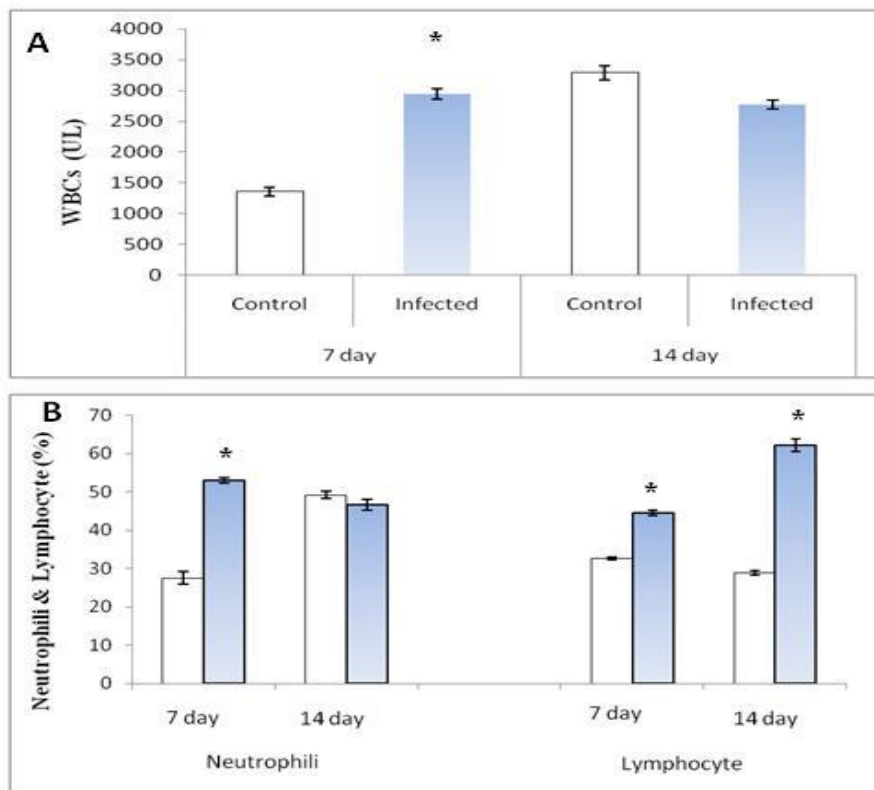 A
*
4000
3500
3000
2500
2000
1500
1000
500
0
WBCs (UL)
Control Infected Control Infected
7 day 14 day
B
70
60
50
40
30
20
10
0
Neutrophili & Lymphocyte (%)
*
*
*
7 day 14 day 7 day 14 day
Neutrophili Lymphocyte